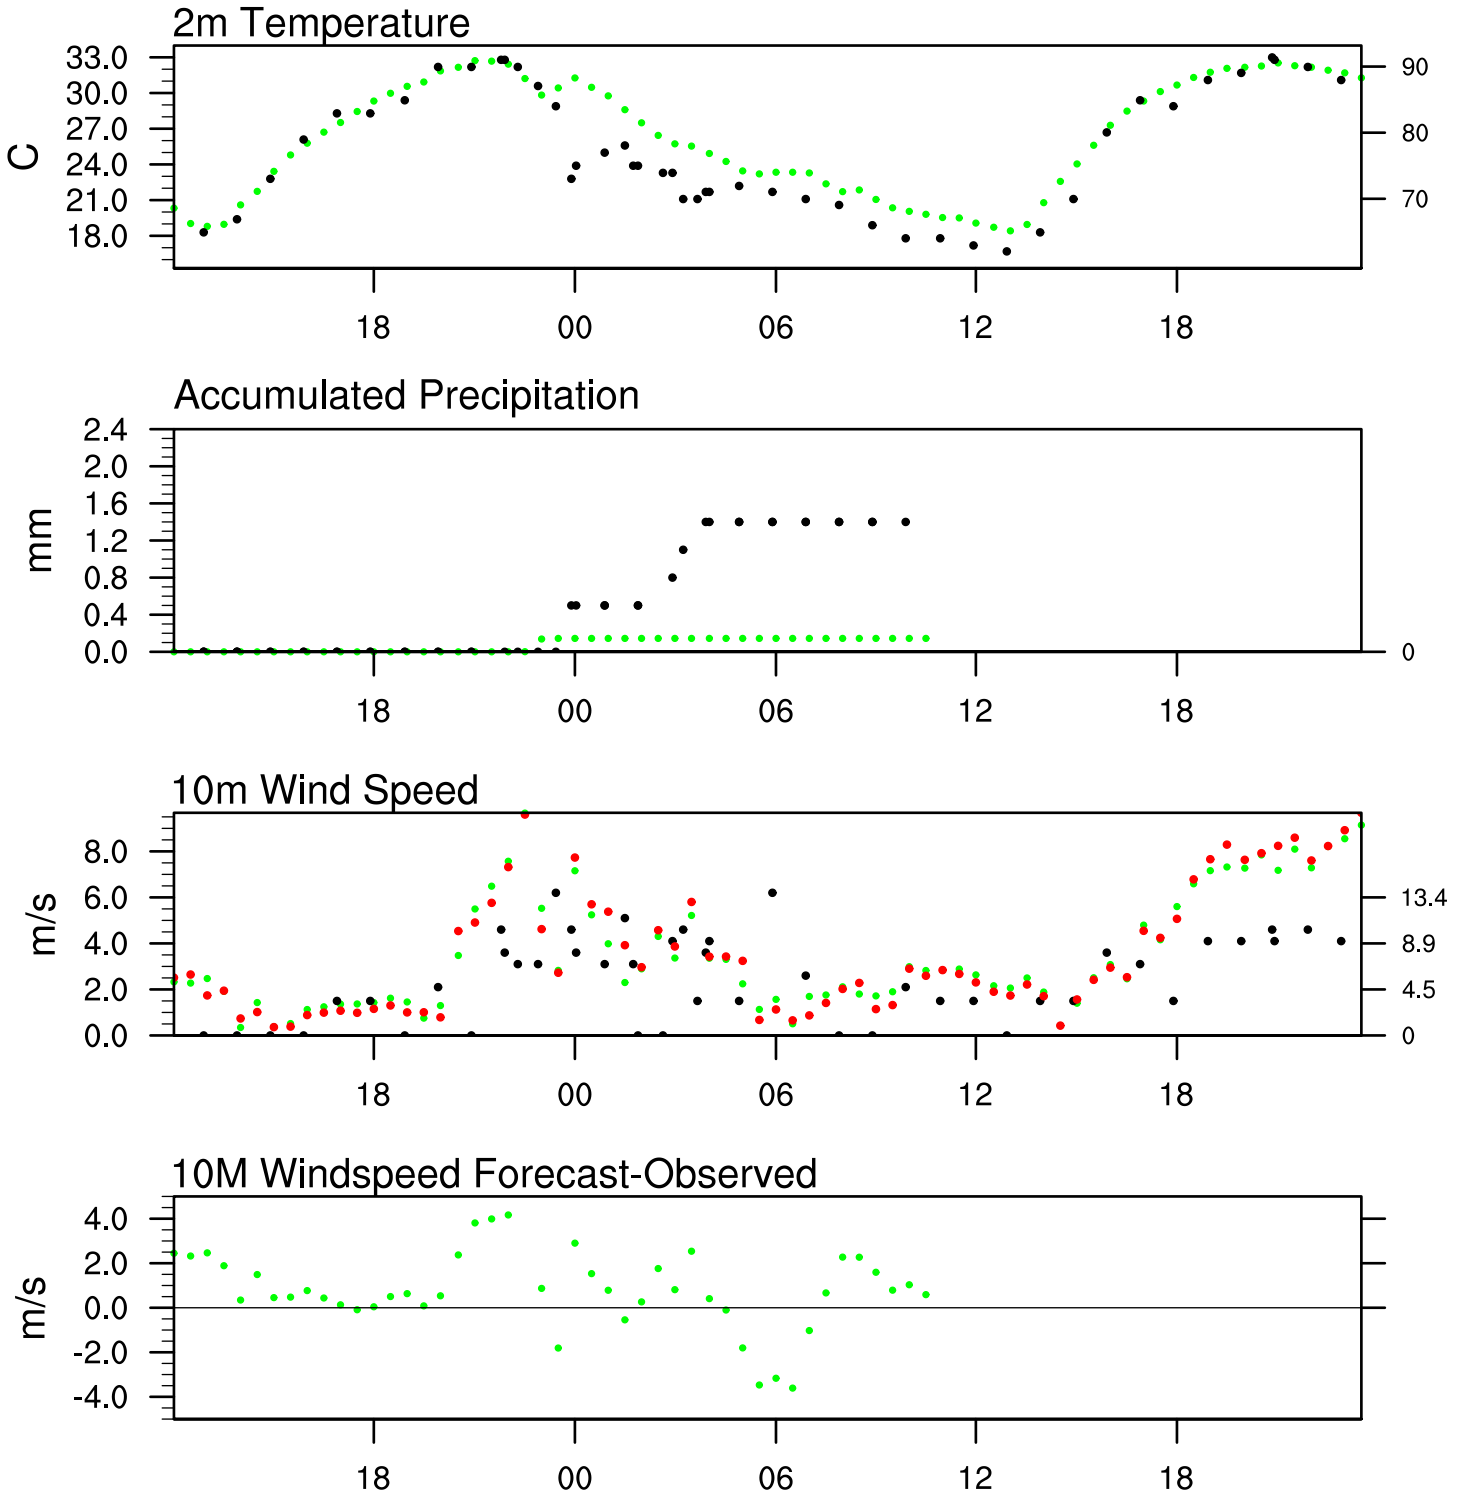 2m Temperature
33.0
30.0
27.0
24.0
21.0
18.0
C
90
80
70
18 00 06 12 18
Accumulated Precipitation
2.4
2.0
1.6
1.2
0.8
0.4
0.0
mm
0
18 00 06 12 18
10m Wind Speed
8.0
6.0
4.0
2.0
0.0
m/s
13.4
8.9
4.5
0
18 00 06 12 18
10M Windspeed Forecast-Observed
4.0
2.0
0.0
-2.0
-4.0
m/s
18 00 06 12 18